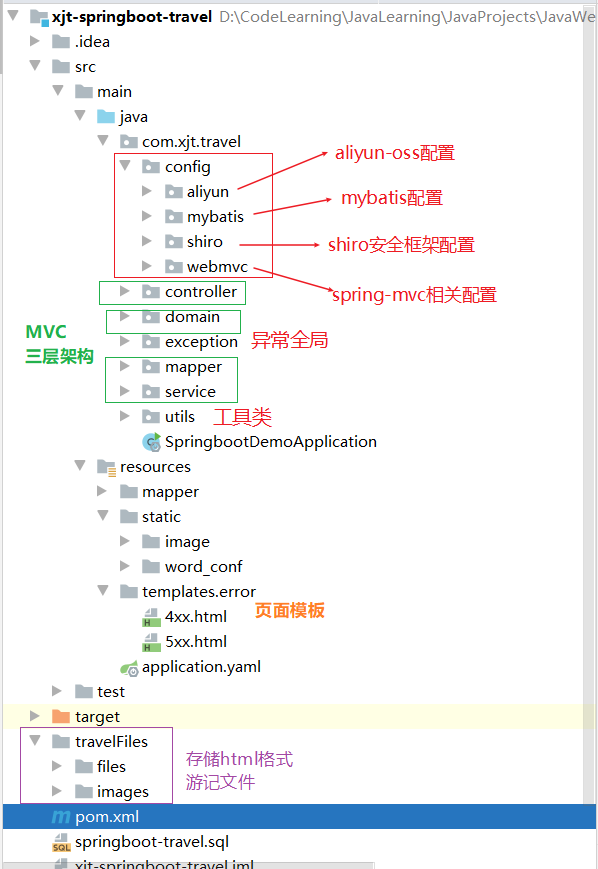 xjt-springboot-travel D:\CodeLearning\JavaLearning\JavaProjects\JavaWe
.idea
src
main
java
com.xjt.travel
config
aliyun-oss配置
aliyun
mybatis配置
mybatis
shiro
shiro安全框架配置
webmvc
spring-mvc相关配置
controller
domain
MVC
三层架构
exception 异常全局
mapper
service
utils 工具类
SpringbootDemoApplication
resources
mapper
static
image
word_conf
templates.error
4xx.html 页面模板
5xx.html
application.yaml
test
target
travelFiles
files
images
存储html格式
游记文件
pom.xml
springboot-travel.sql
xjt-springboot-travel.iml